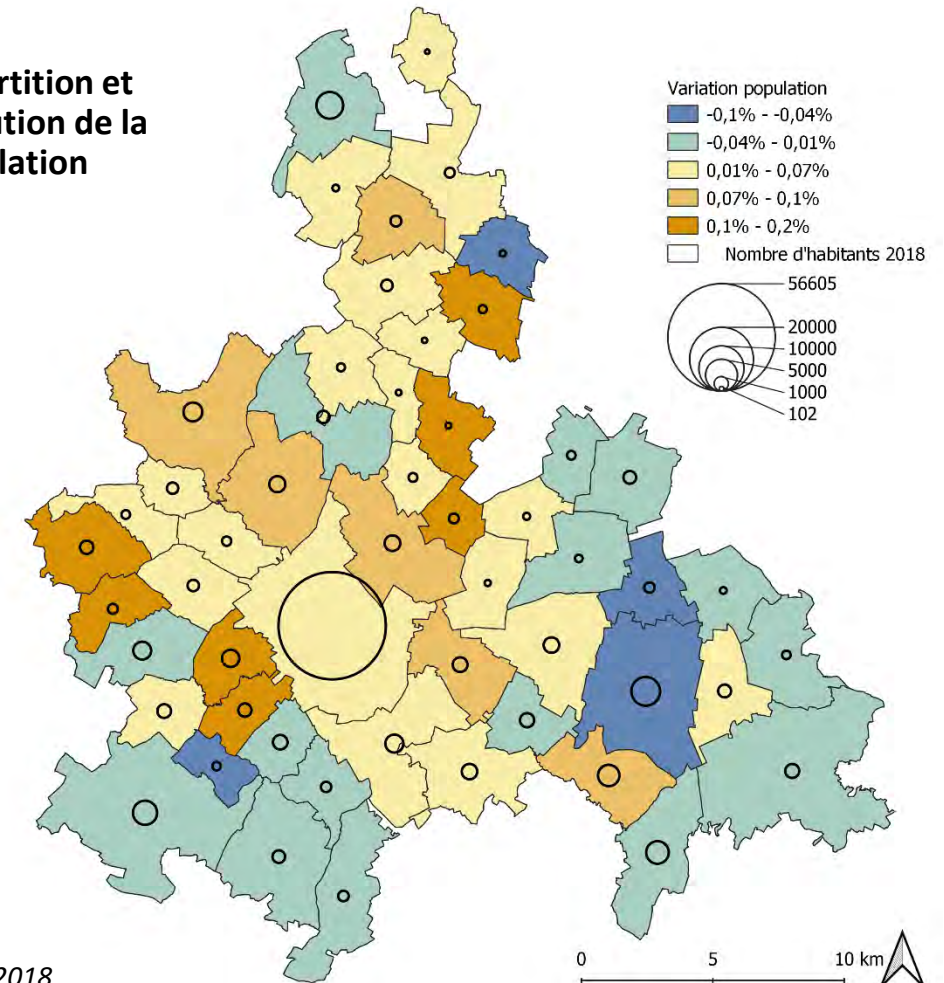 rtition et
ution de la
lation
Variation population
-0,1% - -0,04%
-0,04% - 0,01%
0,01% - 0,07%
0,07% - 0,1%
0,1% - 0,2%
Nombre d'habitants 2018
56605
20000
10000
5000
1000
102
2018
0 5 10 km